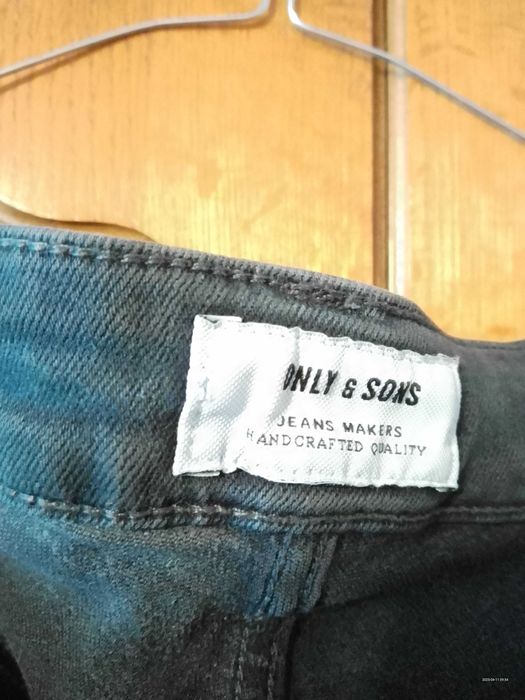 ONLY & SONS
JEANS MAKERS
HANDCRAFTED QUALITY